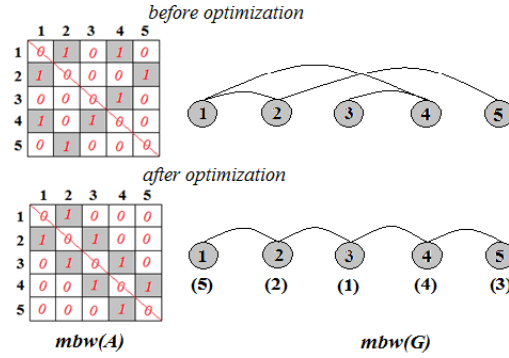 before optimization
1 2 3 4 5
1 0 1 0 1 0
2 1 0 0 0 1
3 0 0 0 1 0
4 1 0 1 0 0
5 0 1 0 0 0
1 2 3 4 5
after optimization
1 2 3 4 5
1 0 1 0 0 0
2 1 0 1 0 0
3 0 1 0 1 0
4 0 0 1 0 1
5 0 0 0 1 0
1 2 3 4 5
(5) (2) (1) (4) (3)
mbw(A) mbw(G)